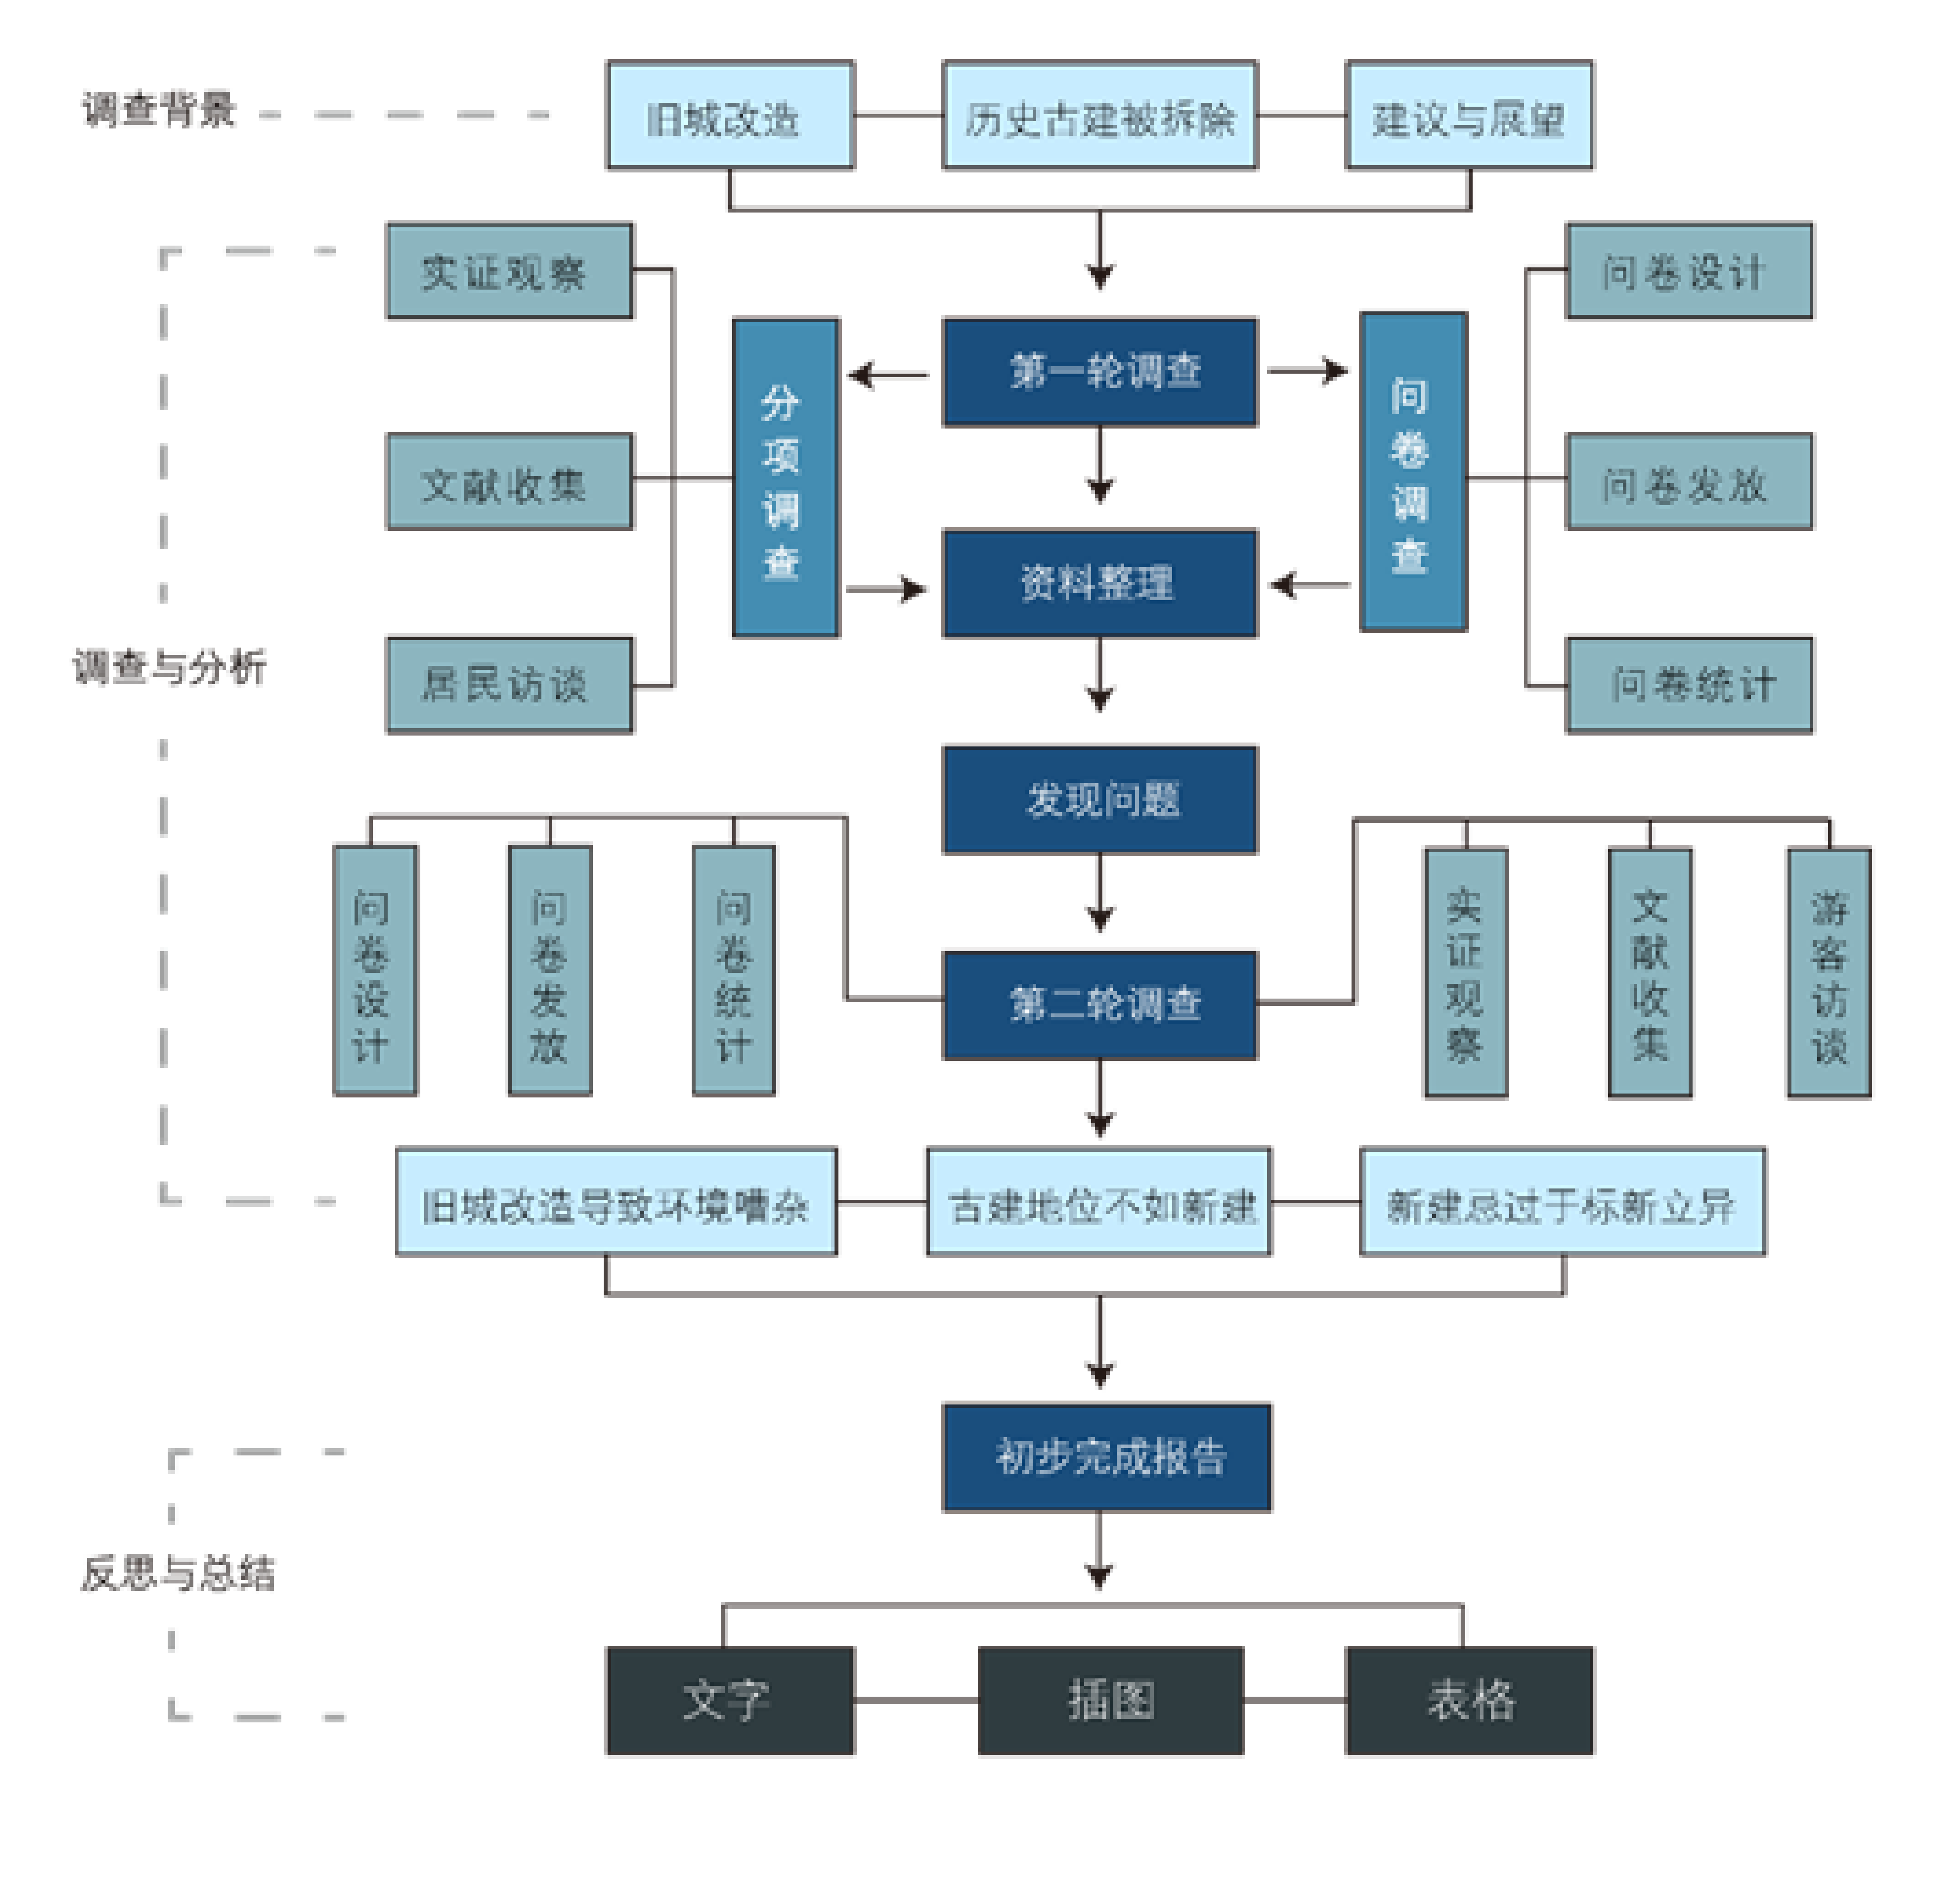 调查背景
旧城改造
历史古建被拆除
建议与展望
实证观察
问卷设计
分项调查
第一轮调查
问卷调查
文献收集
问卷发放
资料整理
调查与分析
居民访谈
问卷统计
发现问题
问卷设计
问卷发放
问卷统计
第二轮调查
实证观察
文献收集
游客访谈
旧城改造导致环境嘈杂
古建地位不如新建
新建总过于标新立异
初步完成报告
反思与总结
文字
插图
表格